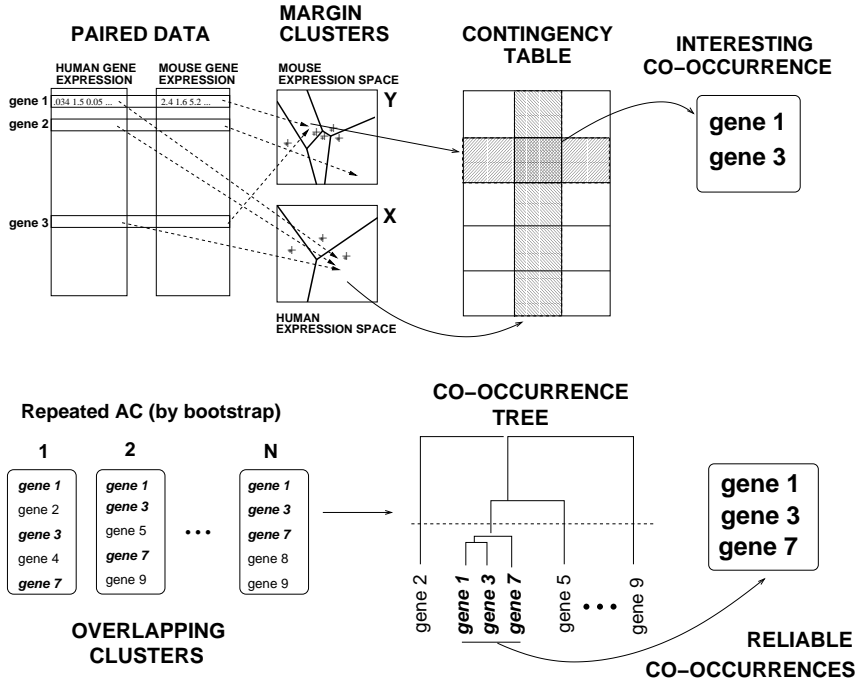 PAIRED DATA
MARGIN
CLUSTERS
CONTINGENCY
TABLE
INTERESTING
CO-OCCURRENCE
HUMAN GENE
EXPRESSION
MOUSE GENE
EXPRESSION
MOUSE
EXPRESSION SPACE
gene 1
.034 1.5 0.05 ...
2.4 1.6 5.2 ...
gene 2
gene 3
Y
X
HUMAN
EXPRESSION SPACE
gene 1
gene 3
Repeated AC (by bootstrap)
1
2
N
gene 1
gene 2
gene 3
gene 4
gene 7
gene 1
gene 3
gene 5
gene 7
gene 9
...
gene 1
gene 3
gene 7
gene 8
gene 9
OVERLAPPING
CLUSTERS
CO-OCCURRENCE
TREE
gene 2
gene 1
gene 3
gene 7
gene 5
...
gene 9
gene 1
gene 3
gene 7
RELIABLE
CO-OCCURRENCES